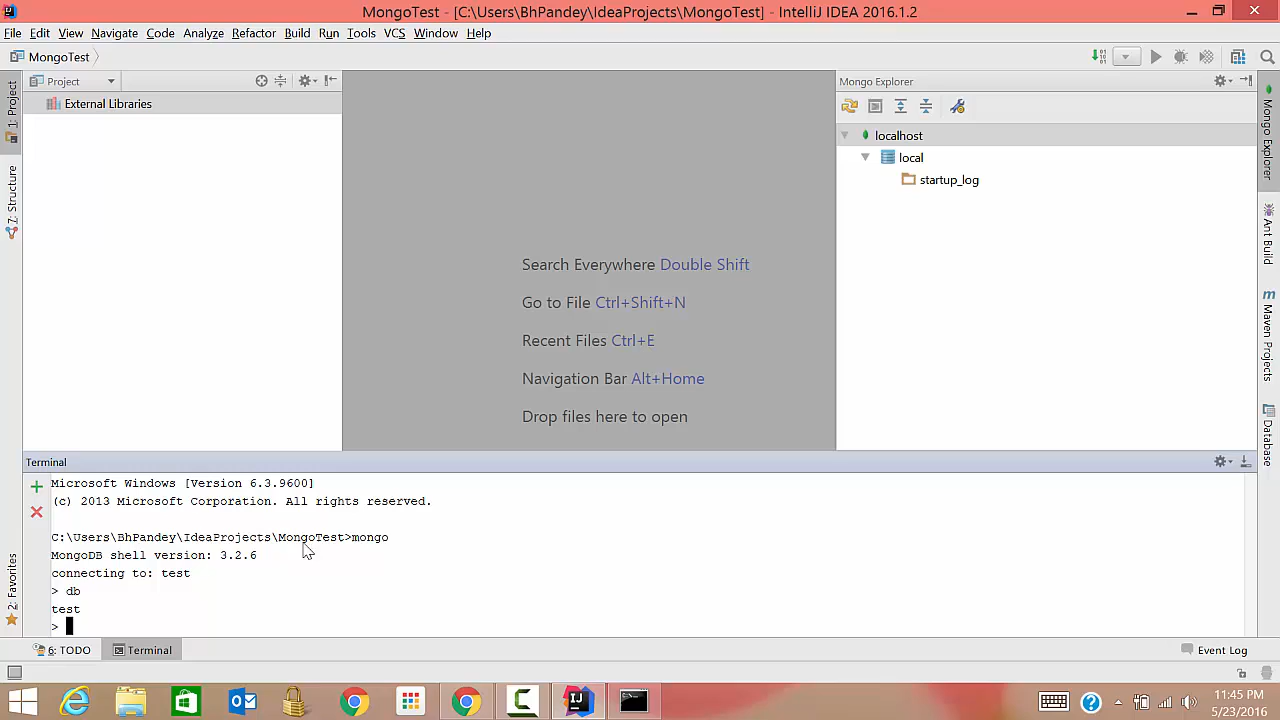 MongoTest - [C:\Users\BhPandey\IdeaProjects\MongoTest] - IntelliJ IDEA 2016.1.2
File Edit View Navigate Code Analyze Refactor Build Run Tools VCS Window Help
MongoTest
Project
Mongo Explorer
External Libraries
localhost
local
startup_log
1: Project
7: Structure
2: Favorites
Mongo Explorer
Ant Build
Maven Projects
Database
Search Everywhere Double Shift
Go to File Ctrl+Shift+N
Recent Files Ctrl+E
Navigation Bar Alt+Home
Drop files here to open
Terminal
Microsoft Windows [Version 6.3.9600]
(c) 2013 Microsoft Corporation. All rights reserved.
C:\Users\BhPandey\IdeaProjects\MongoTest>mongo
MongoDB shell version: 3.2.6
connecting to: test
> db
test
>
6: TODO
Terminal
Event Log
11:45 PM
5/23/2016